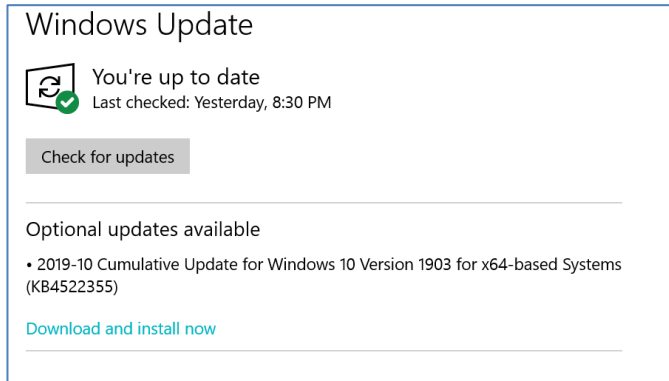 Windows Update
You're up to date
Last checked: Yesterday, 8:30 PM
Check for updates
Optional updates available
• 2019-10 Cumulative Update for Windows 10 Version 1903 for x64-based Systems
(KB4522355)
Download and install now